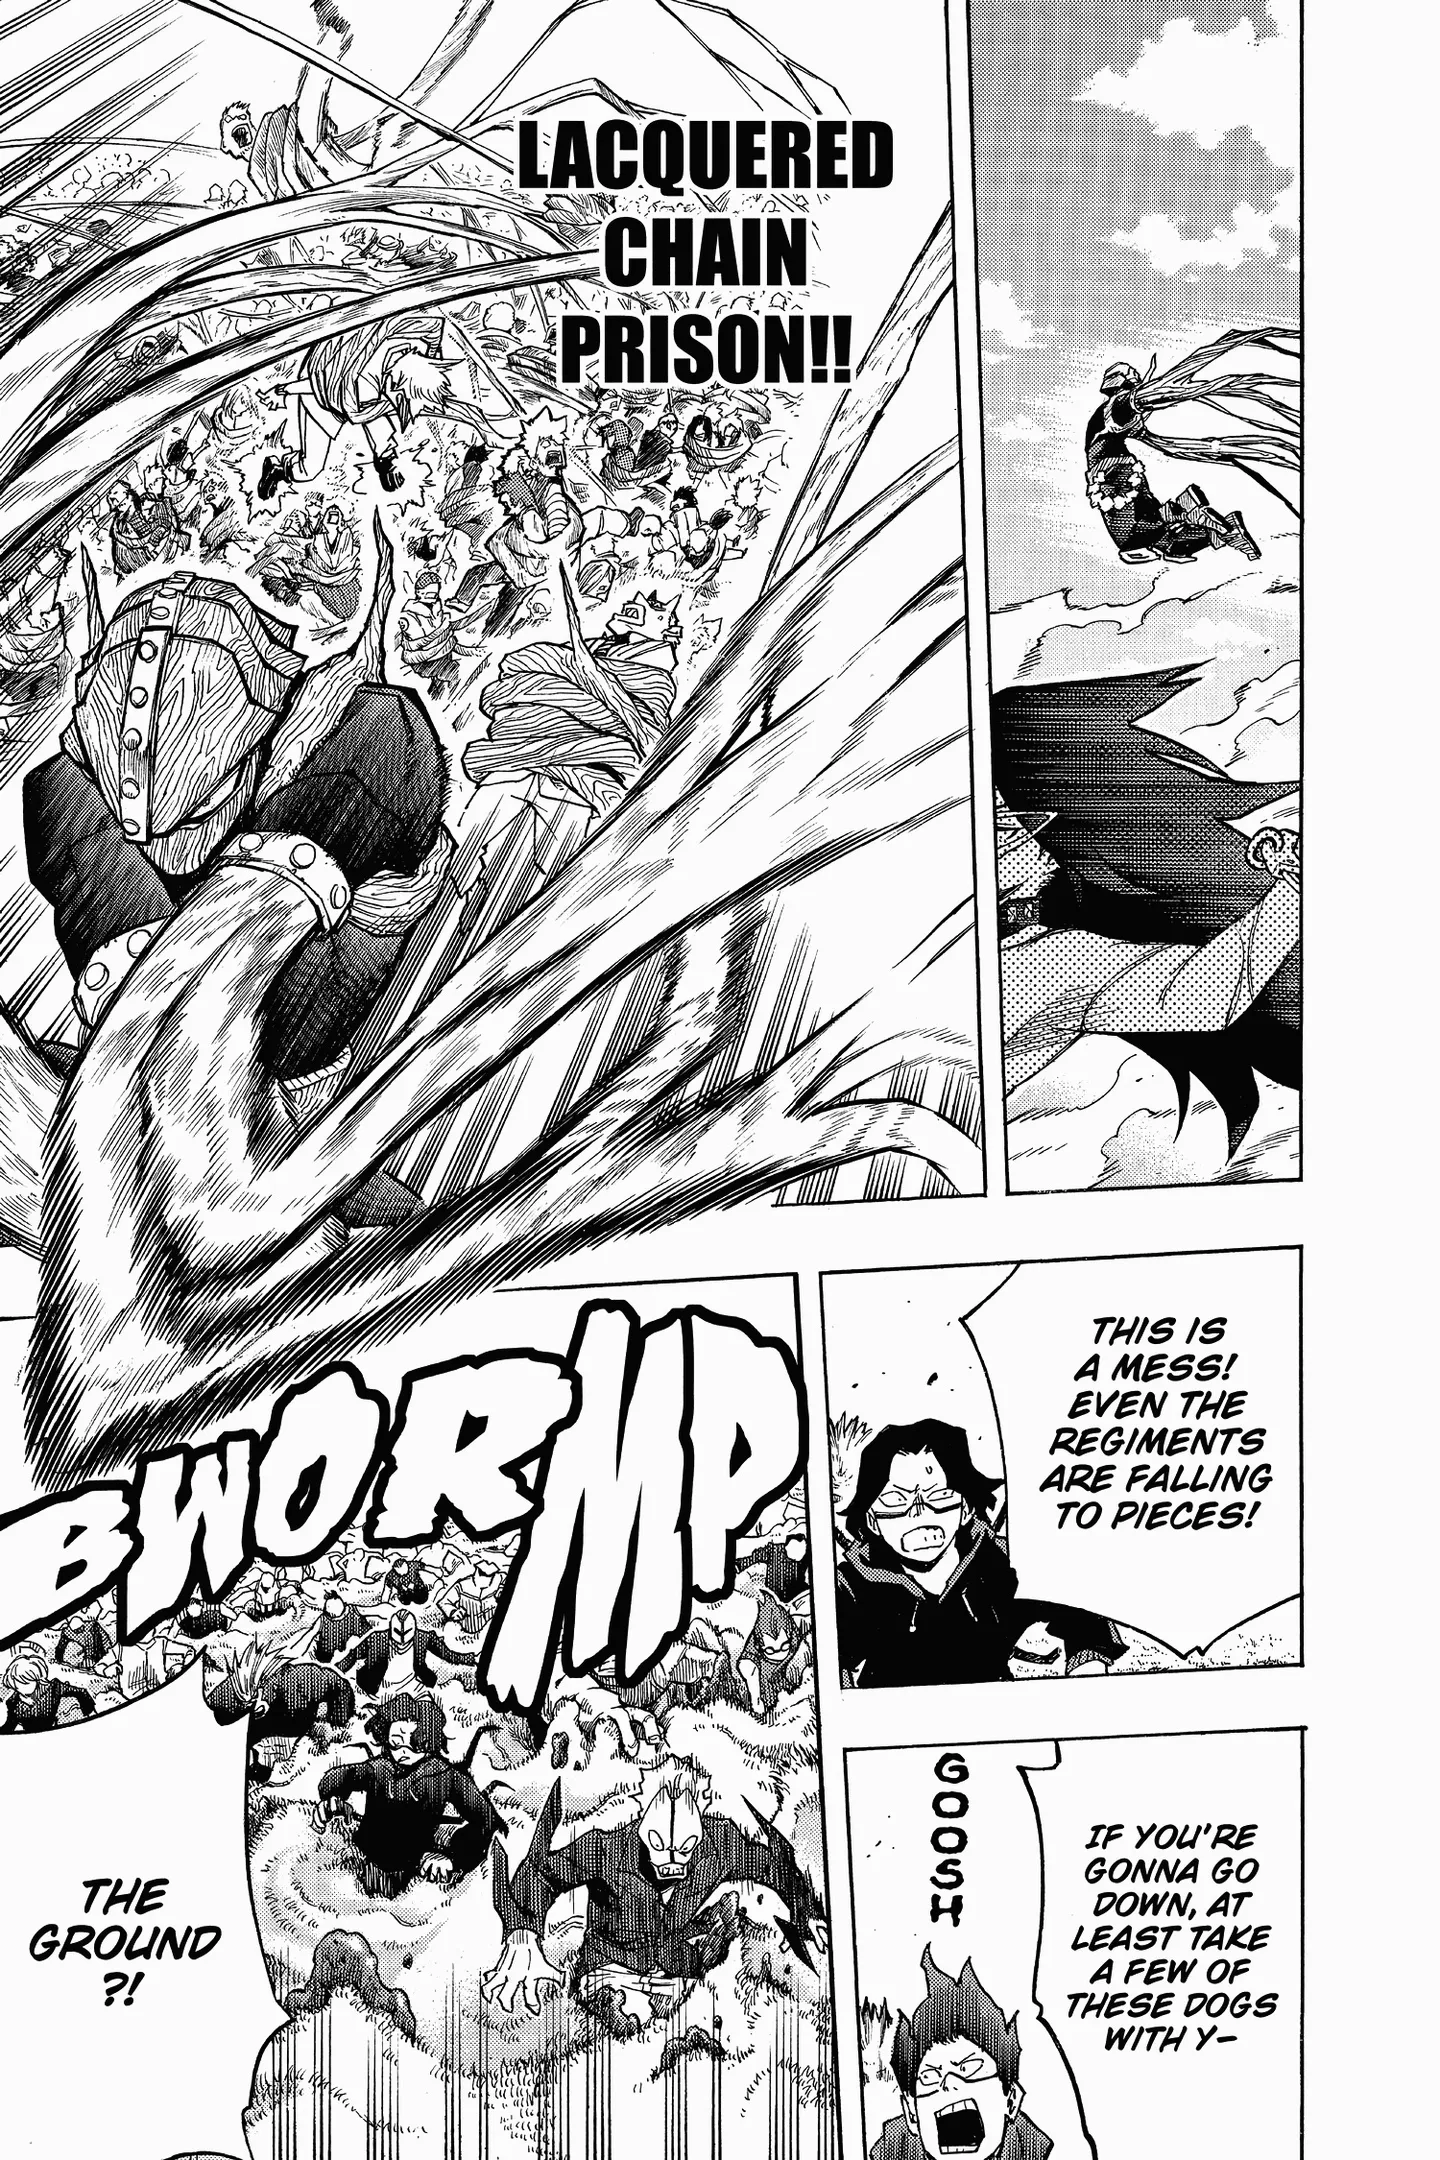 LACQUERED
CHAIN
PRISON!!
THIS IS
A MESS!
EVEN THE
REGIMENTS
ARE FALLING
TO PIECES!
IF YOU'RE
GONNA GO
DOWN, AT
LEAST TAKE
A FEW OF
THESE DOGS
WITH Y-
GOOSH
BWORMP
THE
GROUND
?!